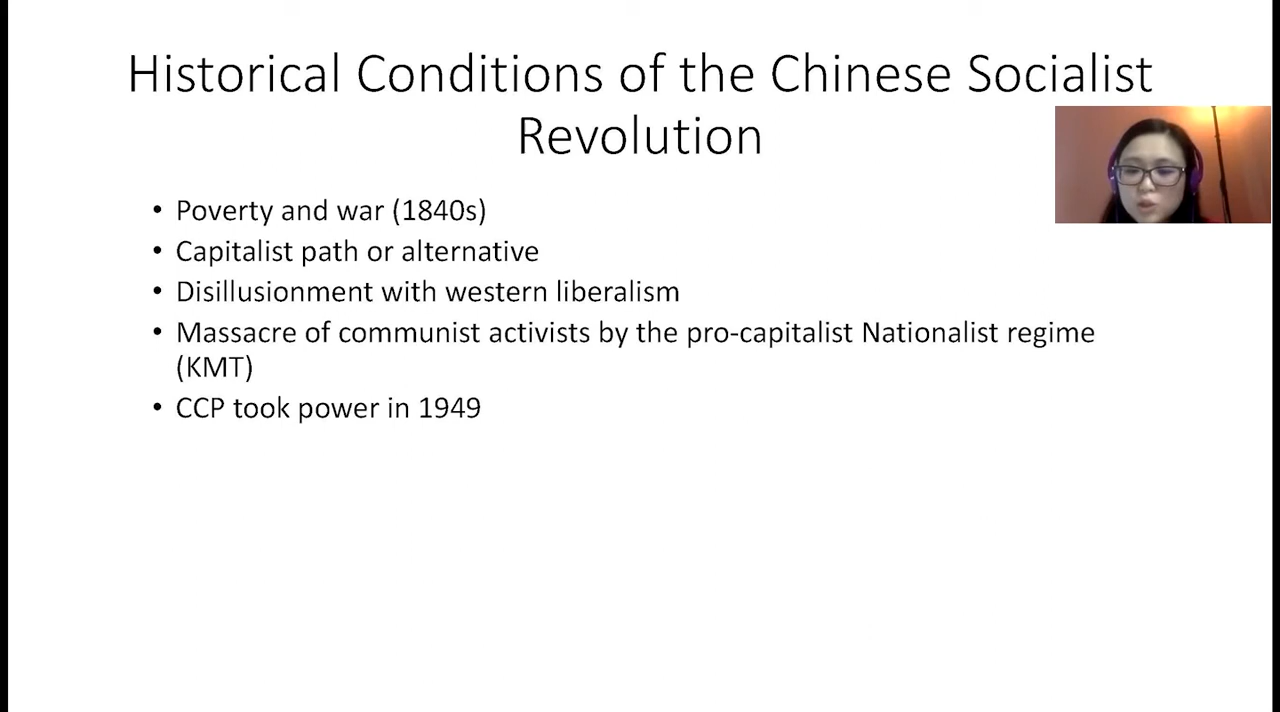 Historical Conditions of the Chinese Socialist
Revolution
• Poverty and war (1840s)
• Capitalist path or alternative
• Disillusionment with western liberalism
• Massacre of communist activists by the pro-capitalist Nationalist regime
(KMT)
• CCP took power in 1949